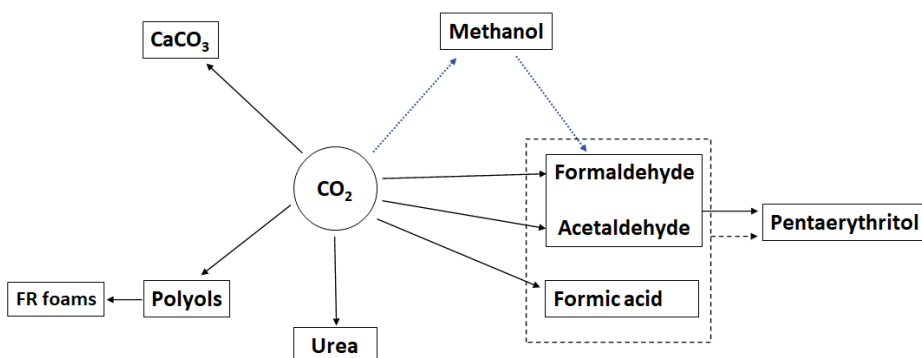 Methanol
CaCO₃
Formaldehyde
CO₂
Acetaldehyde
Pentaerythritol
FR foams
Polyols
Formic acid
Urea